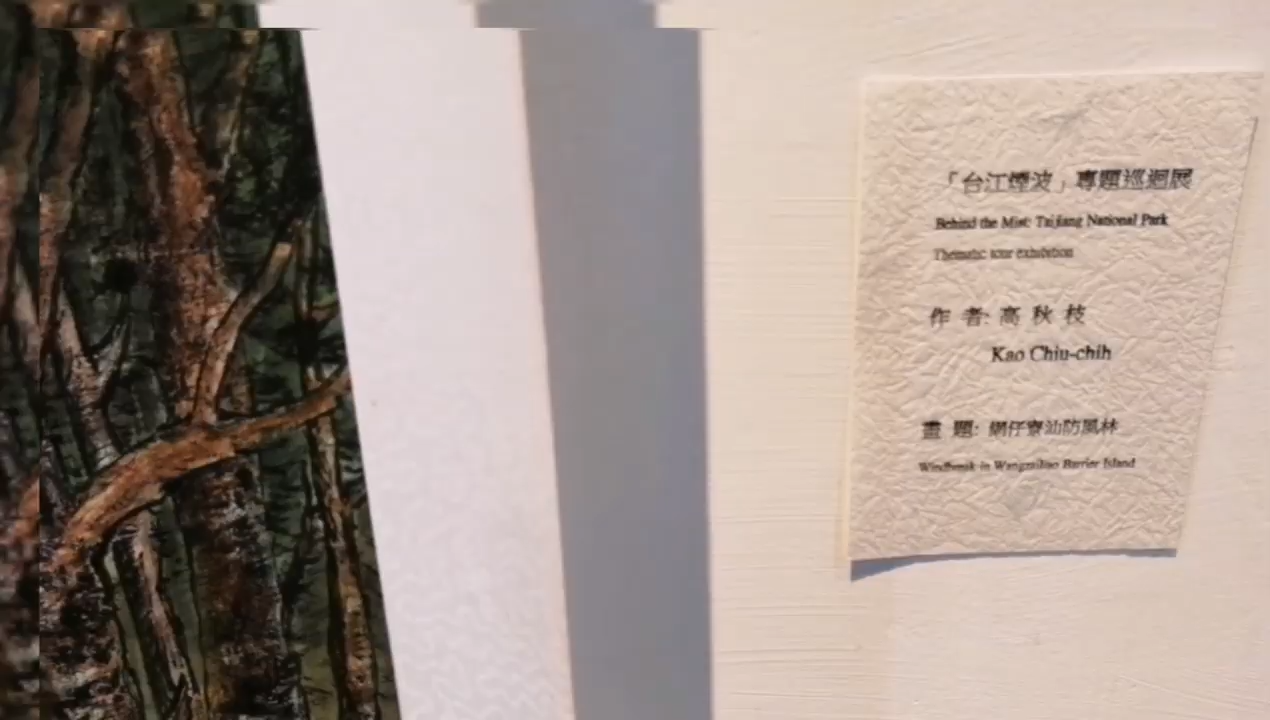 「台江煙波」專題巡迴展
Behind the Mist: Taijiang National Park
Thematic tour exhibition
作 者: 高 秋 枝
Kao Chiu-chih
畫 題: 網仔寮汕防風林
Windbreak in Wangzailiao Barrier Island